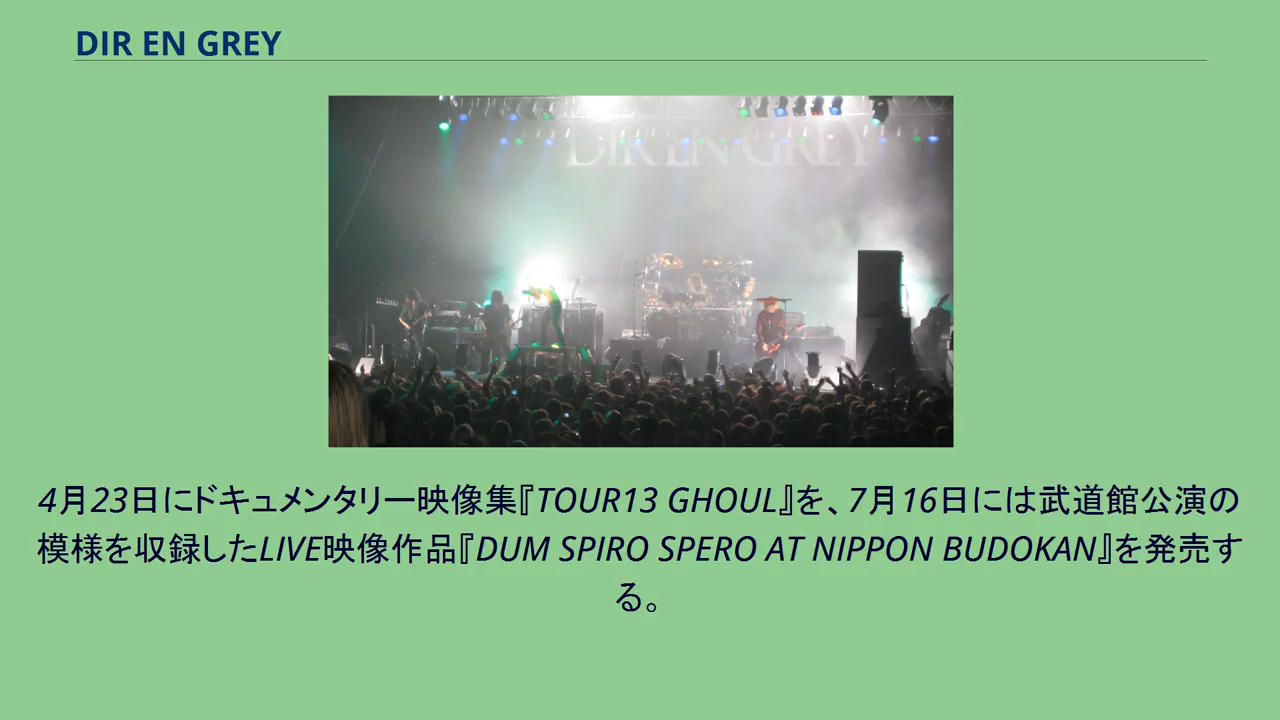 DIR EN GREY
DIR EN GREY
4月23日にドキュメンタリー映像集『TOUR13 GHOUL』を、7月16日には武道館公演の
模様を収録したLIVE映像作品『DUM SPIRO SPERO AT NIPPON BUDOKAN』を発売す
る。